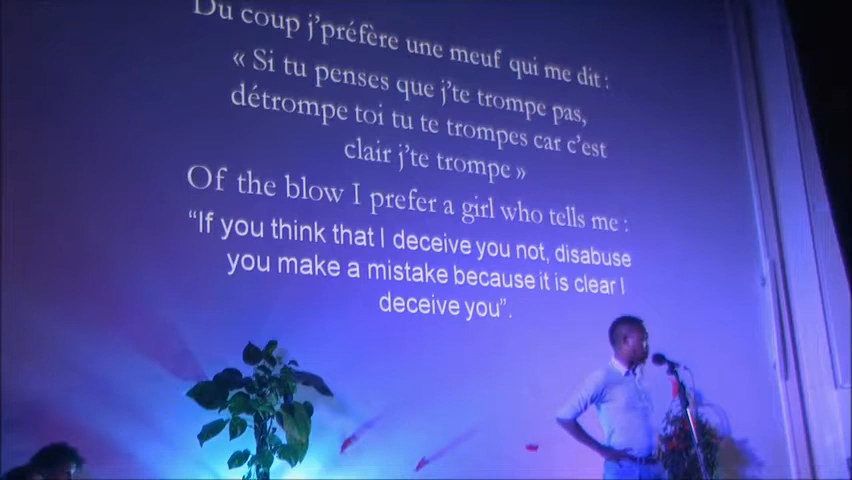 Du coup j'préfère une meuf qui me dit :
« Si tu penses que j'te trompe pas,
détrompe toi tu te trompes car c'est
clair j'te trompe »
Of the blow I prefer a girl who tells me :
“If you think that I deceive you not, disabuse
you make a mistake because it is clear I
deceive you”.